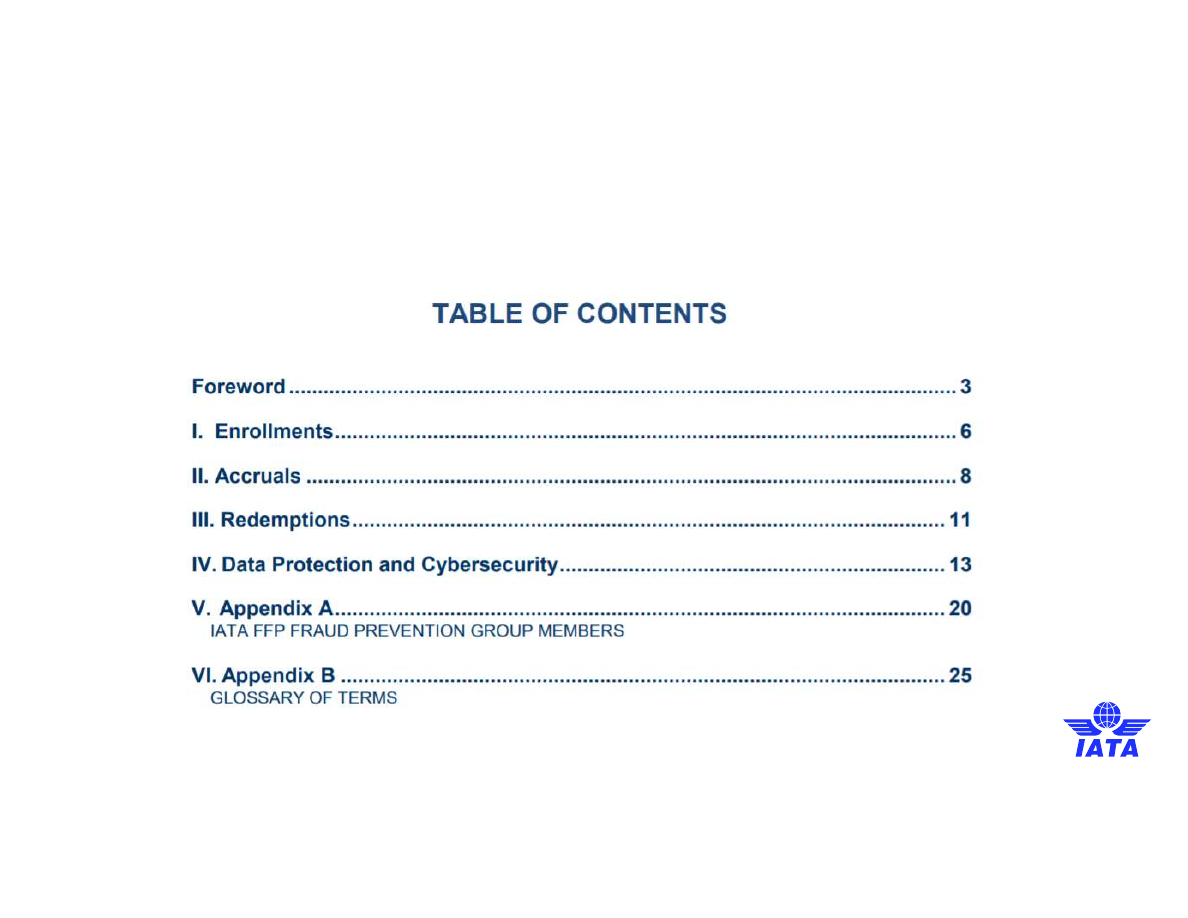 TABLE OF CONTENTS
Foreword ........................................................................................................................ 3
I. Enrollments................................................................................................................ 6
II. Accruals .................................................................................................................... 8
III. Redemptions.......................................................................................................... 11
IV. Data Protection and Cybersecurity...................................................................... 13
V. Appendix A............................................................................................................. 20
IATA FFP FRAUD PREVENTION GROUP MEMBERS
VI. Appendix B ............................................................................................................ 25
GLOSSARY OF TERMS
IATA